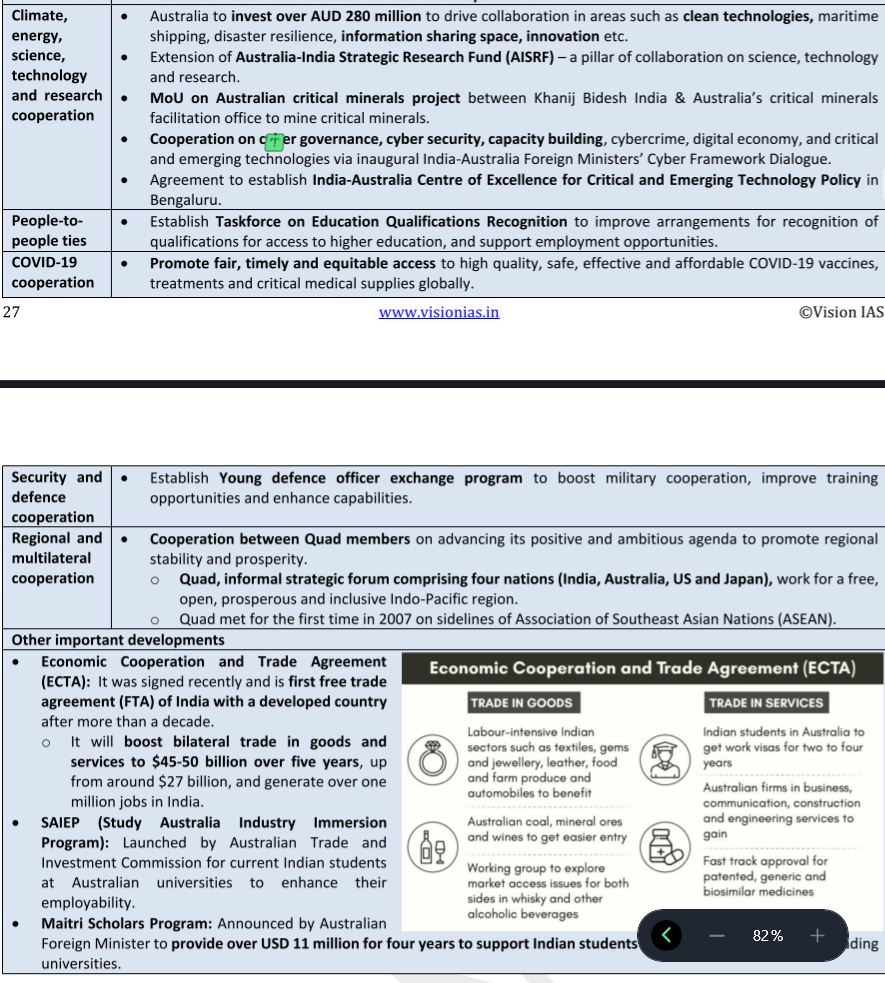 Climate,
energy,
science,
technology
and research
cooperation
• Australia to invest over AUD 280 million to drive collaboration in areas such as clean technologies, maritime
shipping, disaster resilience, information sharing space, innovation etc.
• Extension of Australia-India Strategic Research Fund (AISRF) – a pillar of collaboration on science, technology
and research.
• MoU on Australian critical minerals project between Khanij Bidesh India & Australia's critical minerals
facilitation office to mine critical minerals.
• Cooperation on governance, cyber security, capacity building, cybercrime, digital economy, and critical
and emerging technologies via inaugural India-Australia Foreign Ministers' Cyber Framework Dialogue.
• Agreement to establish India-Australia Centre of Excellence for Critical and Emerging Technology Policy in
Bengaluru.
People-to-
people ties
• Establish Taskforce on Education Qualifications Recognition to improve arrangements for recognition of
qualifications for access to higher education, and support employment opportunities.
COVID-19
cooperation
• Promote fair, timely and equitable access to high quality, safe, effective and affordable COVID-19 vaccines,
treatments and critical medical supplies globally.
27 www.visionias.in ©Vision IAS
Security and
defence
cooperation
• Establish Young defence officer exchange program to boost military cooperation, improve training
opportunities and enhance capabilities.
Regional and
multilateral
cooperation
• Cooperation between Quad members on advancing its positive and ambitious agenda to promote regional
stability and prosperity.
o Quad, informal strategic forum comprising four nations (India, Australia, US and Japan), work for a free,
open, prosperous and inclusive Indo-Pacific region.
o Quad met for the first time in 2007 on sidelines of Association of Southeast Asian Nations (ASEAN).
Other important developments
• Economic Cooperation and Trade Agreement
(ECTA): It was signed recently and is first free trade
agreement (FTA) of India with a developed country
after more than a decade.
o It will boost bilateral trade in goods and
services to $45-50 billion over five years, up
from around $27 billion, and generate over one
million jobs in India.
• SAIEP (Study Australia Industry Immersion
Program): Launched by Australian Trade and
Investment Commission for current Indian students
at Australian universities to enhance their
employability.
• Maitri Scholars Program: Announced by Australian
Foreign Minister to provide over USD 11 million for four years to support Indian students
universities.
Economic Cooperation and Trade Agreement (ECTA)
TRADE IN GOODS
Labour-intensive Indian
sectors such as textiles, gems
and jewellery, leather, food
and farm produce and
automobiles to benefit
Australian coal, mineral ores
and wines to get easier entry
Working group to explore
market access issues for both
sides in whisky and other
alcoholic beverages
TRADE IN SERVICES
Indian students in Australia to
get work visas for two to four
years
Australian firms in business,
communication, construction
and engineering services to
gain
Fast track approval for
patented, generic and
biosimilar medicines
82%